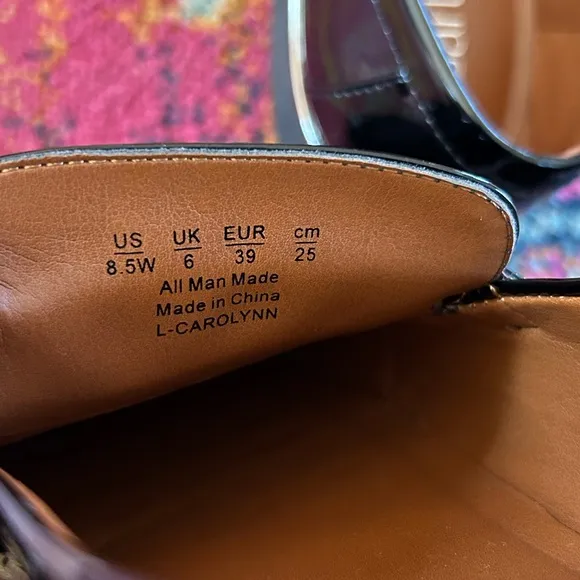 US UK EUR cm
8.5W 6 39 25
All Man Made
Made in China
L-CAROLYNN